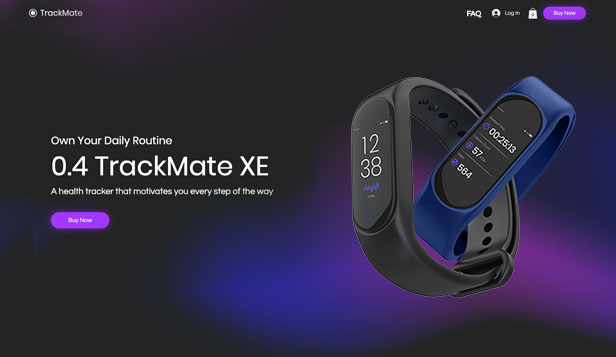 TrackMate
FAQ
Log In
0
Buy Now
Own Your Daily Routine
0.4 TrackMate XE
A health tracker that motivates you every step of the way
Buy Now
12
38
00:25:13
57
564